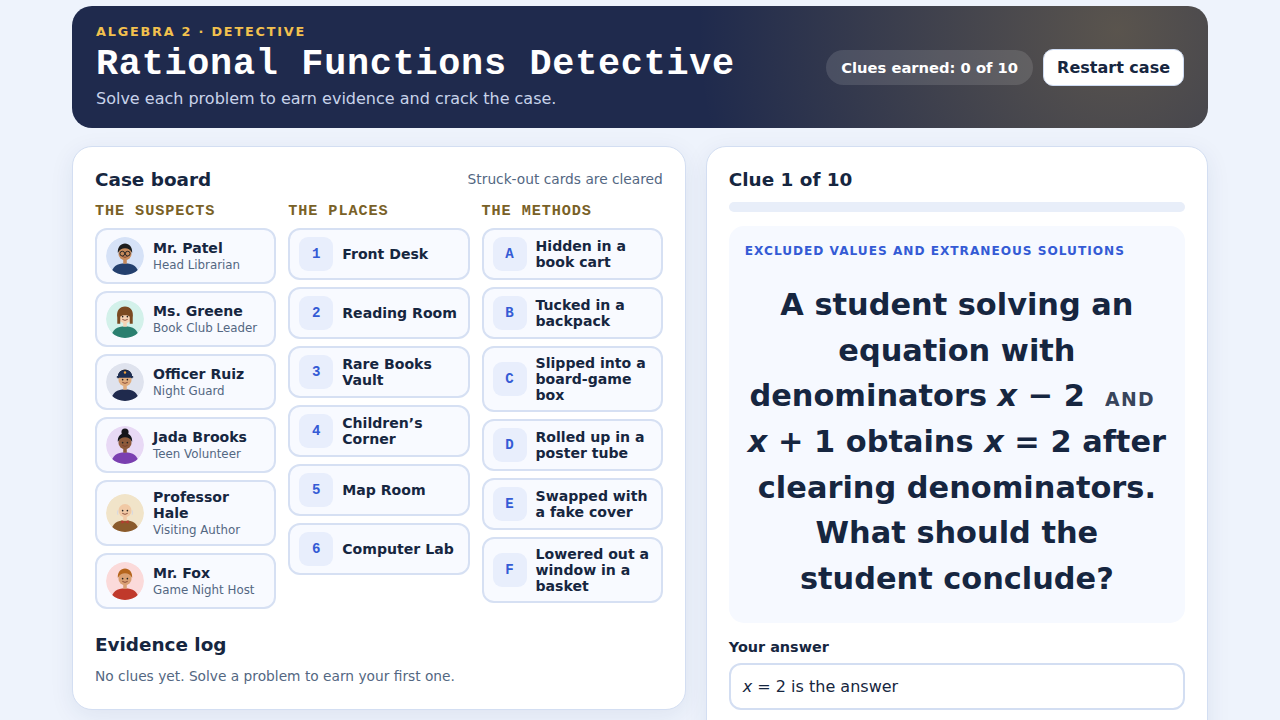 ALGEBRA 2 · DETECTIVE
Rational Functions Detective
Solve each problem to earn evidence and crack the case.
Clues earned: 0 of 10
Restart case
Case board
Struck-out cards are cleared
THE SUSPECTS
Mr. Patel
Head Librarian
Ms. Greene
Book Club Leader
Officer Ruiz
Night Guard
Jada Brooks
Teen Volunteer
Professor
Hale
Visiting Author
Mr. Fox
Game Night Host
THE PLACES
1 Front Desk
2 Reading Room
3 Rare Books
Vault
4 Children’s
Corner
5 Map Room
6 Computer Lab
THE METHODS
A Hidden in a
book cart
B Tucked in a
backpack
C Slipped into a
board-game
box
D Rolled up in a
poster tube
E Swapped with
a fake cover
F Lowered out a
window in a
basket
Evidence log
No clues yet. Solve a problem to earn your first one.
Clue 1 of 10
EXCLUDED VALUES AND EXTRANEOUS SOLUTIONS
A student solving an
equation with
denominators x − 2 AND
x + 1 obtains x = 2 after
clearing denominators.
What should the
student conclude?
Your answer
x = 2 is the answer